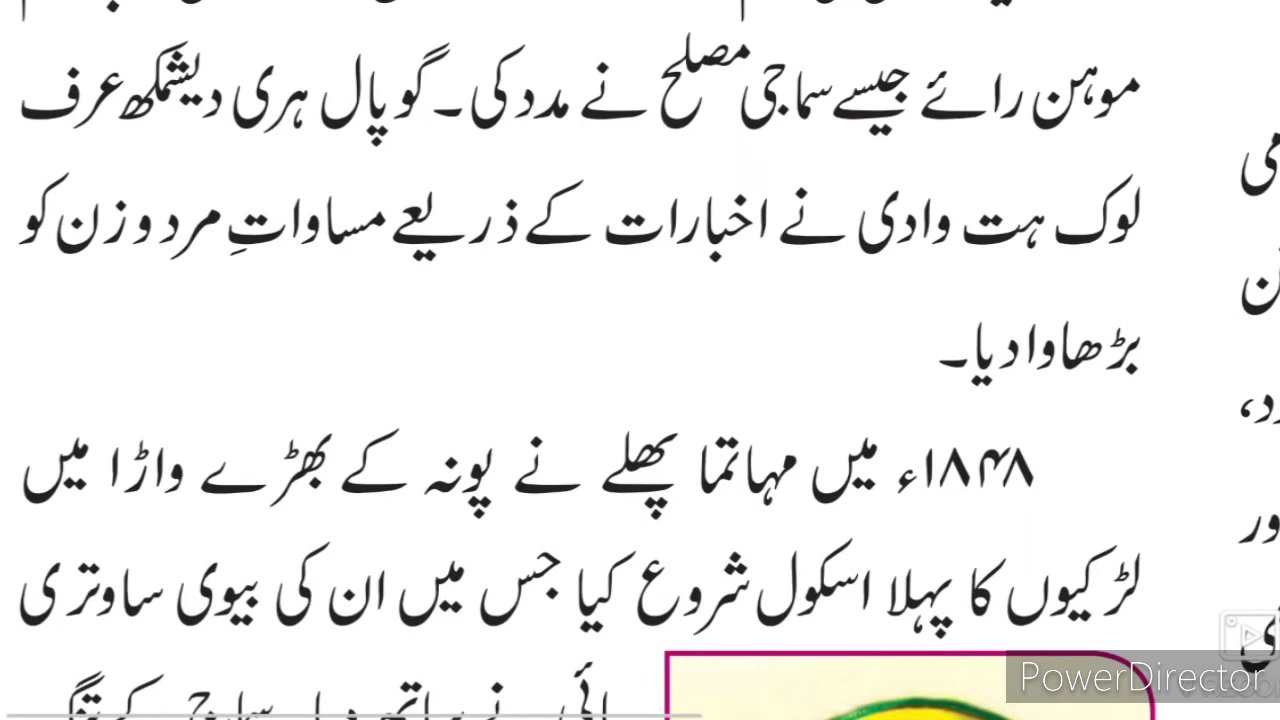 موہن رائے جیسے سماجی مصلح نے مدد کی۔ گوپال ہری دیشمکھ عرف
لوک ہت وادی نے اخبارات کے ذریعے مساواتِ مرد و زن کو
بڑھاوا دیا۔
۱۸۴۸ء میں مہاتما پھلے نے پونہ کے بھڑے واڑا میں
لڑکیوں کا پہلا اسکول شروع کیا جس میں ان کی بیوی ساوتری
PowerDirector